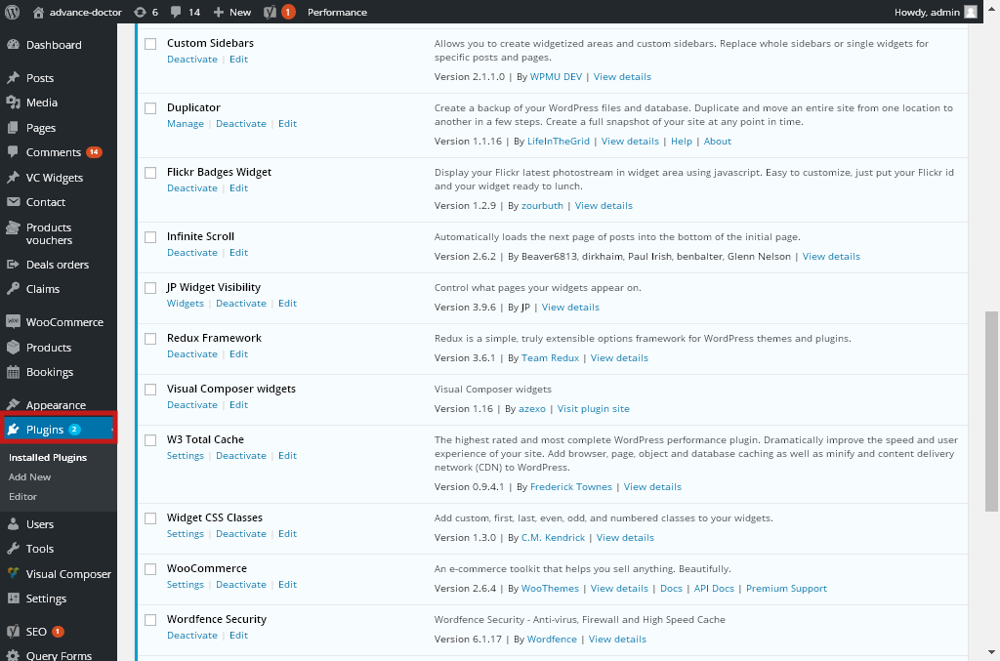 advance-doctor 6 14 New 1 Performance Howdy, admin
Dashboard
Posts
Media
Pages
Comments 14
VC Widgets
Contact
Products
vouchers
Deals orders
Claims
WooCommerce
Products
Bookings
Appearance
Plugins 2
Installed Plugins
Add New
Editor
Users
Tools
Visual Composer
Settings
SEO 1
Query Forms
Custom Sidebars
Deactivate | Edit
Allows you to create widgetized areas and custom sidebars. Replace whole sidebars or single widgets for
specific posts and pages.
Version 2.1.1.0 | By WPMU DEV | View details
Duplicator
Manage | Deactivate | Edit
Create a backup of your WordPress files and database. Duplicate and move an entire site from one location to
another in a few steps. Create a full snapshot of your site at any point in time.
Version 1.1.16 | By LifeInTheGrid | View details | Help | About
Flickr Badges Widget
Deactivate | Edit
Display your Flickr latest photostream in widget area using javascript. Easy to customize, just put your Flickr id
and your widget ready to lunch.
Version 1.2.9 | By zourbuth | View details
Infinite Scroll
Deactivate | Edit
Automatically loads the next page of posts into the bottom of the initial page.
Version 2.6.2 | By Beaver6813, dirkhaim, Paul Irish, benbalter, Glenn Nelson | View details
JP Widget Visibility
Widgets | Deactivate | Edit
Control what pages your widgets appear on.
Version 3.9.6 | By JP | View details
Redux Framework
Deactivate | Edit
Redux is a simple, truly extensible options framework for WordPress themes and plugins.
Version 3.6.1 | By Team Redux | View details
Visual Composer widgets
Deactivate | Edit
Visual Composer widgets
Version 1.16 | By azexo | Visit plugin site
W3 Total Cache
Settings | Deactivate | Edit
The highest rated and most complete WordPress performance plugin. Dramatically improve the speed and user
experience of your site. Add browser, page, object and database caching as well as minify and content delivery
network (CDN) to WordPress.
Version 0.9.4.1 | By Frederick Townes | View details
Widget CSS Classes
Settings | Deactivate | Edit
Add custom, first, last, even, odd, and numbered classes to your widgets.
Version 1.3.0 | By C.M. Kendrick | View details
WooCommerce
Settings | Deactivate | Edit
An e-commerce toolkit that helps you sell anything. Beautifully.
Version 2.6.4 | By WooThemes | View details | Docs | API Docs | Premium Support
Wordfence Security
Deactivate | Edit
Wordfence Security - Anti-virus, Firewall and High Speed Cache
Version 6.1.17 | By Wordfence | View details